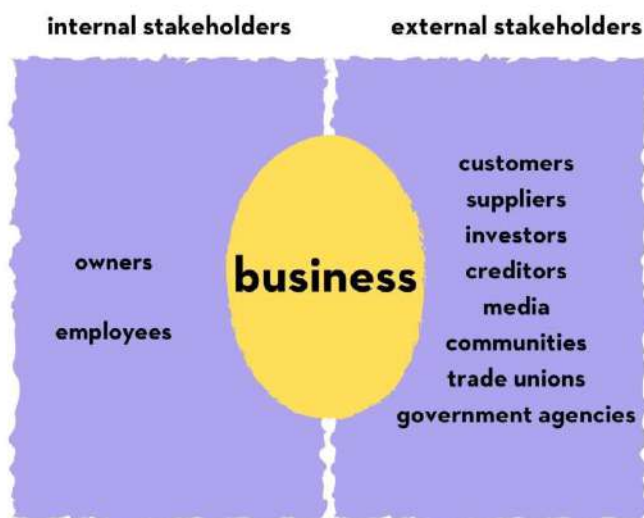 internal stakeholders
external stakeholders
owners
employees
business
customers
suppliers
investors
creditors
media
communities
trade unions
government agencies